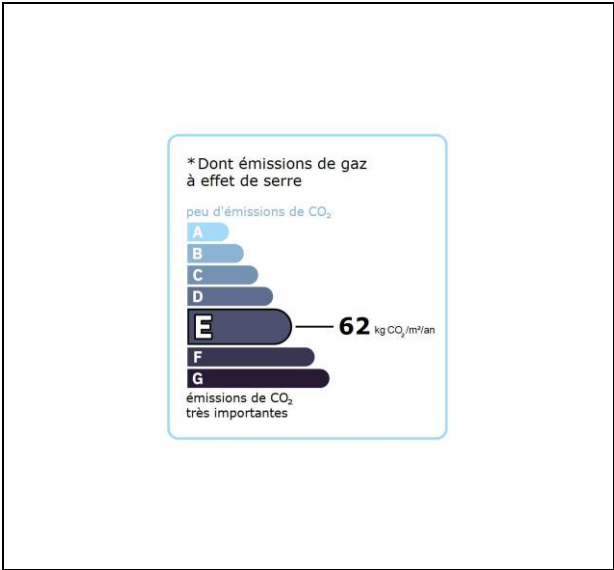 *Dont émissions de gaz
à effet de serre
peu d'émissions de CO₂
A
B
C
D
E 62 kg CO₂/m²/an
F
G
émissions de CO₂
très importantes